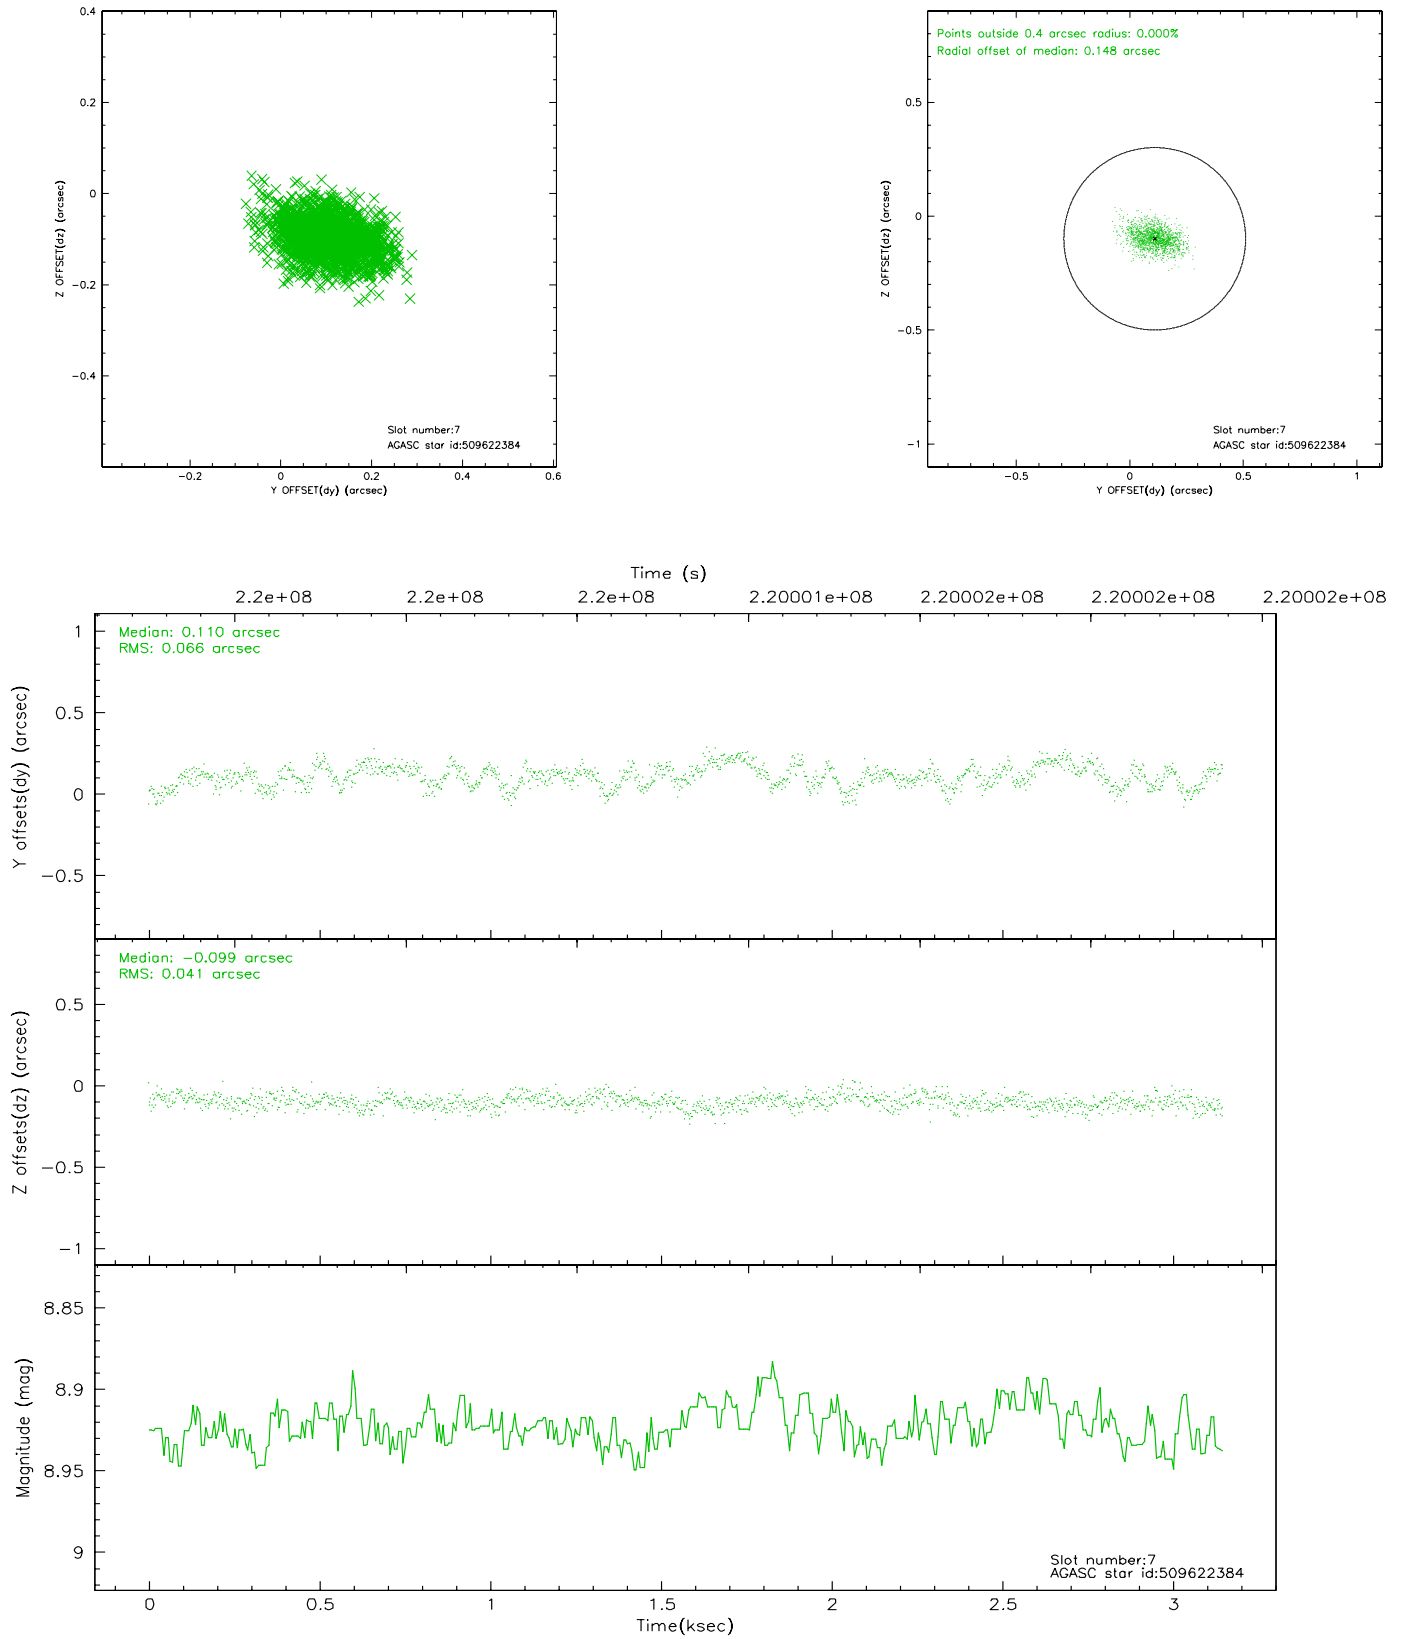 0.4
0.2
0
−0.2
−0.4
Z OFFSET(dz) (arcsec)
−0.2 0 0.2 0.4 0.6
Y OFFSET(dy) (arcsec)
Slot number:7
AGASC star id:509622384
Points outside 0.4 arcsec radius: 0.000%
Radial offset of median: 0.148 arcsec
0.5
0
−0.5
−1
Z OFFSET(dz) (arcsec)
−0.5 0 0.5 1
Y OFFSET(dy) (arcsec)
Slot number:7
AGASC star id:509622384
Time (s)
2.2e+08 2.2e+08 2.2e+08 2.20001e+08 2.20002e+08 2.20002e+08 2.20002e+08
Median: 0.110 arcsec
RMS: 0.066 arcsec
1
0.5
0
−0.5
Y offsets(dy) (arcsec)
Median: −0.099 arcsec
RMS: 0.041 arcsec
0.5
0
−0.5
−1
Z offsets(dz) (arcsec)
8.85
8.9
8.95
9
Magnitude (mag)
Slot number:7
AGASC star id:509622384
0 0.5 1 1.5 2 2.5 3
Time(ksec)